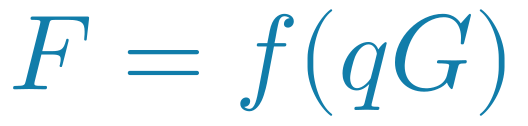 F = f(qG)